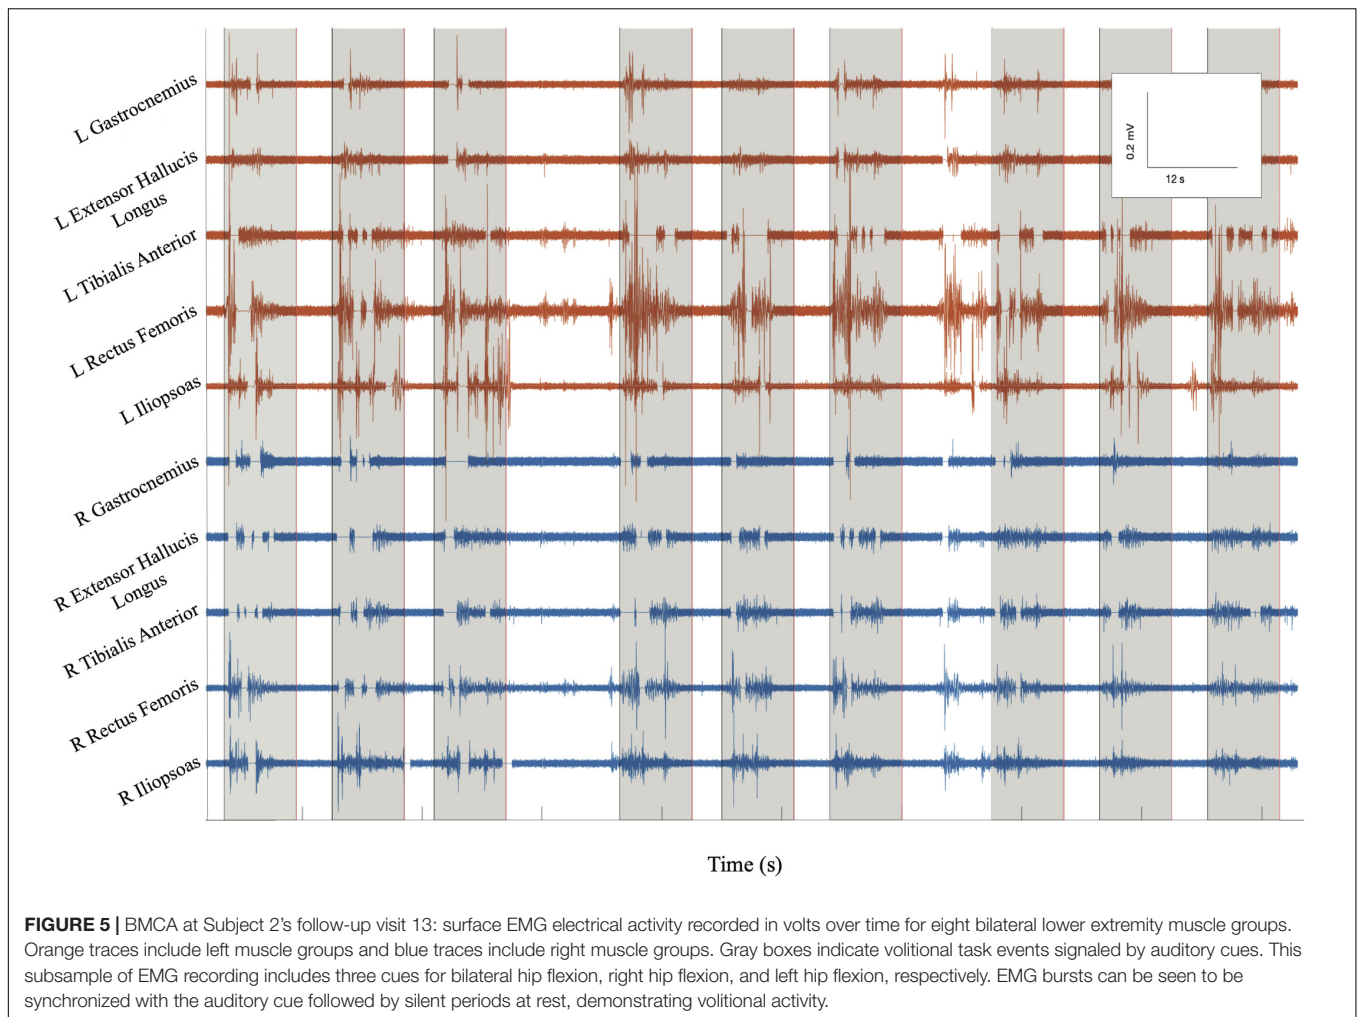 L Gastrocnemius
L Extensor Hallucis
Longus
L Tibialis Anterior
L Rectus Femoris
L Iliopsoas
R Gastrocnemius
R Extensor Hallucis
Longus
R Tibialis Anterior
R Rectus Femoris
R Iliopsoas
0.2 mV
12 s
Time (s)
FIGURE 5 | BMCA at Subject 2's follow-up visit 13: surface EMG electrical activity recorded in volts over time for eight bilateral lower extremity muscle groups.
Orange traces include left muscle groups and blue traces include right muscle groups. Gray boxes indicate volitional task events signaled by auditory cues. This
subsample of EMG recording includes three cues for bilateral hip flexion, right hip flexion, and left hip flexion, respectively. EMG bursts can be seen to be
synchronized with the auditory cue followed by silent periods at rest, demonstrating volitional activity.